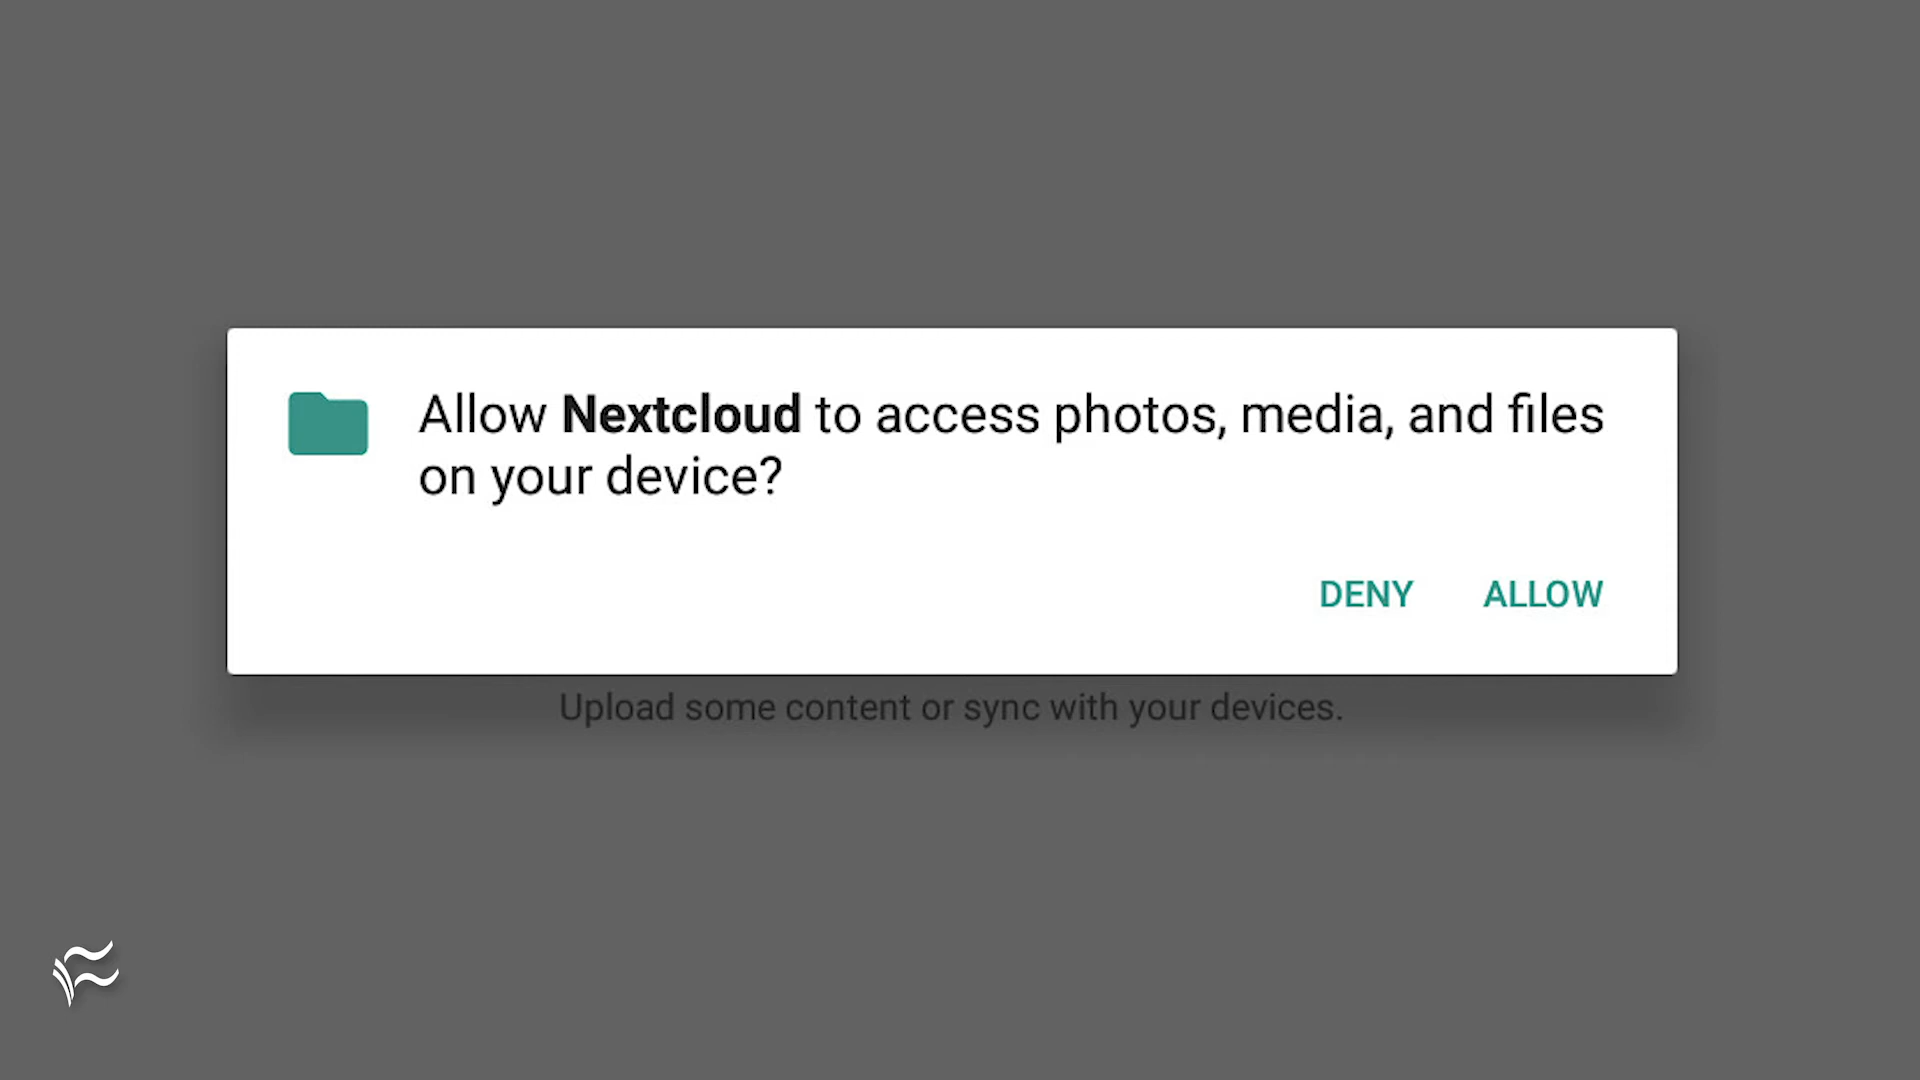 Allow Nextcloud to access photos, media, and files
on your device?
DENY ALLOW
Upload some content or sync with your devices.